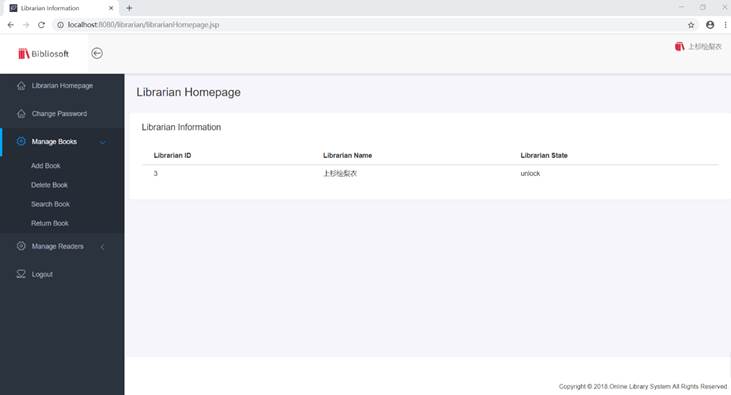 Librarian Information
localhost:8080/librarian/librarianHomepage.jsp
Bibliosoft
上杉绘梨衣
Librarian Homepage
Change Password
Manage Books
Add Book
Delete Book
Search Book
Return Book
Manage Readers
Logout
Librarian Homepage
Librarian Information
Librarian ID Librarian Name Librarian State
3 上杉绘梨衣 unlock
Copyright © 2018.Online Library System All Rights Reserved.